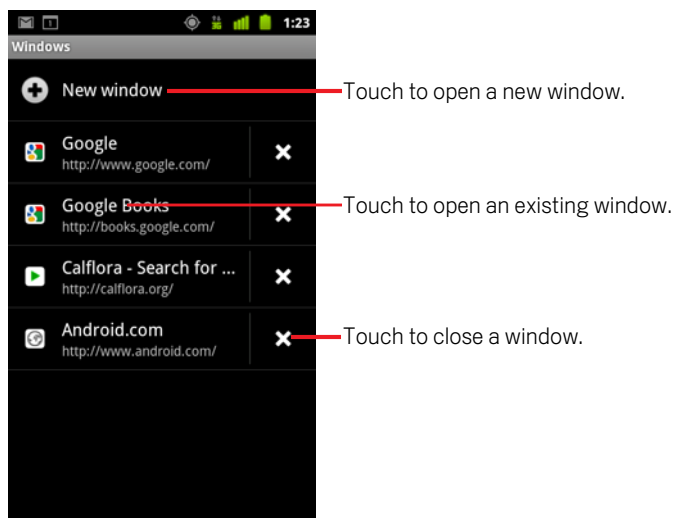 1
3G
1:23
Windows
New window
Touch to open a new window.
Google
http://www.google.com/
Google Books
Touch to open an existing window.
http://books.google.com/
Calflora - Search for ...
http://calflora.org/
Android.com
Touch to close a window.
http://www.android.com/